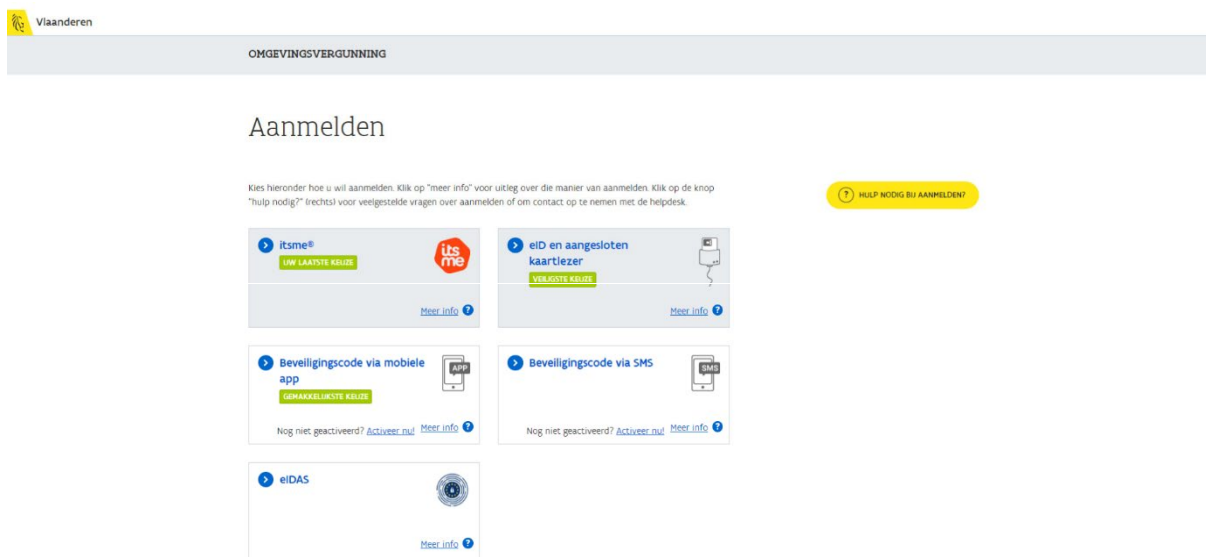 Vlaanderen
OMGEVINGSVERGUNNING
Aanmelden
Kies hieronder hoe u wil aanmelden. Klik op "meer info" voor uitleg over die manier van aanmelden. Klik op de knop
"hulp nodig?" (rechts) voor veelgestelde vragen over aanmelden of om contact op te nemen met de helpdesk.
HULP NODIG BIJ AANMELDEN?
itsme®
UW LAATSTE KEUZE
its
me
Meer info
eID en aangesloten
kaartlezer
VEILIGSTE KEUZE
Meer info
Beveiligingscode via mobiele
app
GEMAKKELIJKSTE KEUZE
APP
Nog niet geactiveerd? Activeer nu! Meer info
Beveiligingscode via SMS
SMS
Nog niet geactiveerd? Activeer nu! Meer info
eIDAS
Meer info